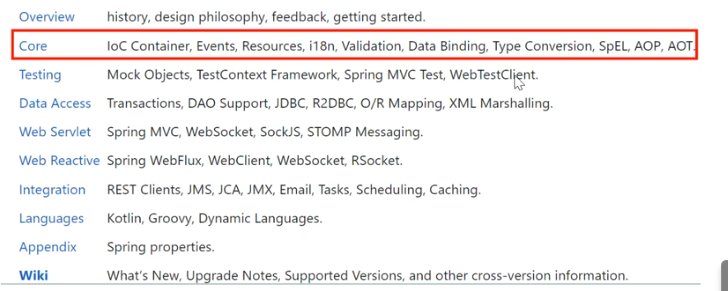 Overview history, design philosophy, feedback, getting started.
Core IoC Container, Events, Resources, i18n, Validation, Data Binding, Type Conversion, SpEL, AOP, AOT.
Testing Mock Objects, TestContext Framework, Spring MVC Test, WebTestClient.
Data Access Transactions, DAO Support, JDBC, R2DBC, O/R Mapping, XML Marshalling.
Web Servlet Spring MVC, WebSocket, SockJS, STOMP Messaging.
Web Reactive Spring WebFlux, WebClient, WebSocket, RSocket.
Integration REST Clients, JMS, JCA, JMX, Email, Tasks, Scheduling, Caching.
Languages Kotlin, Groovy, Dynamic Languages.
Appendix Spring properties.
Wiki What's New, Upgrade Notes, Supported Versions, and other cross-version information.